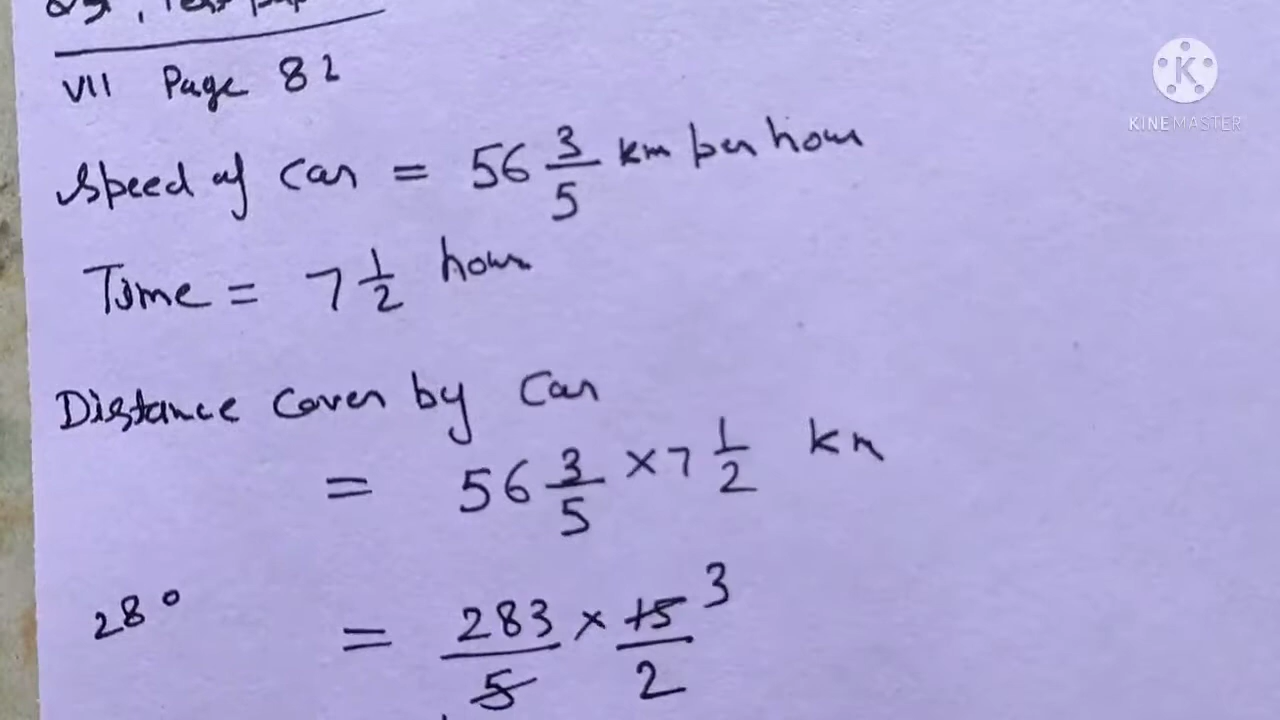 VII Page 82
KINEMASTER
Speed of Car = 56 3/5 km per hour
Time = 7 1/2 hour
Distance Cover by Car
= 56 3/5 × 7 1/2 km
280
= 283/5 × 15/2 3